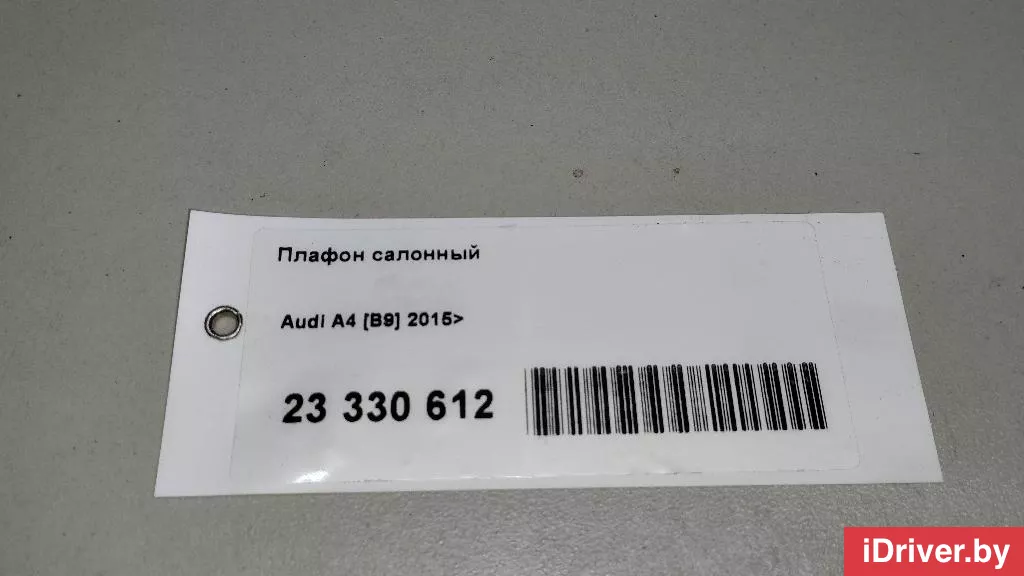 Плафон салонный
Audi A4 [B9] 2015>
23 330 612
iDriver.by